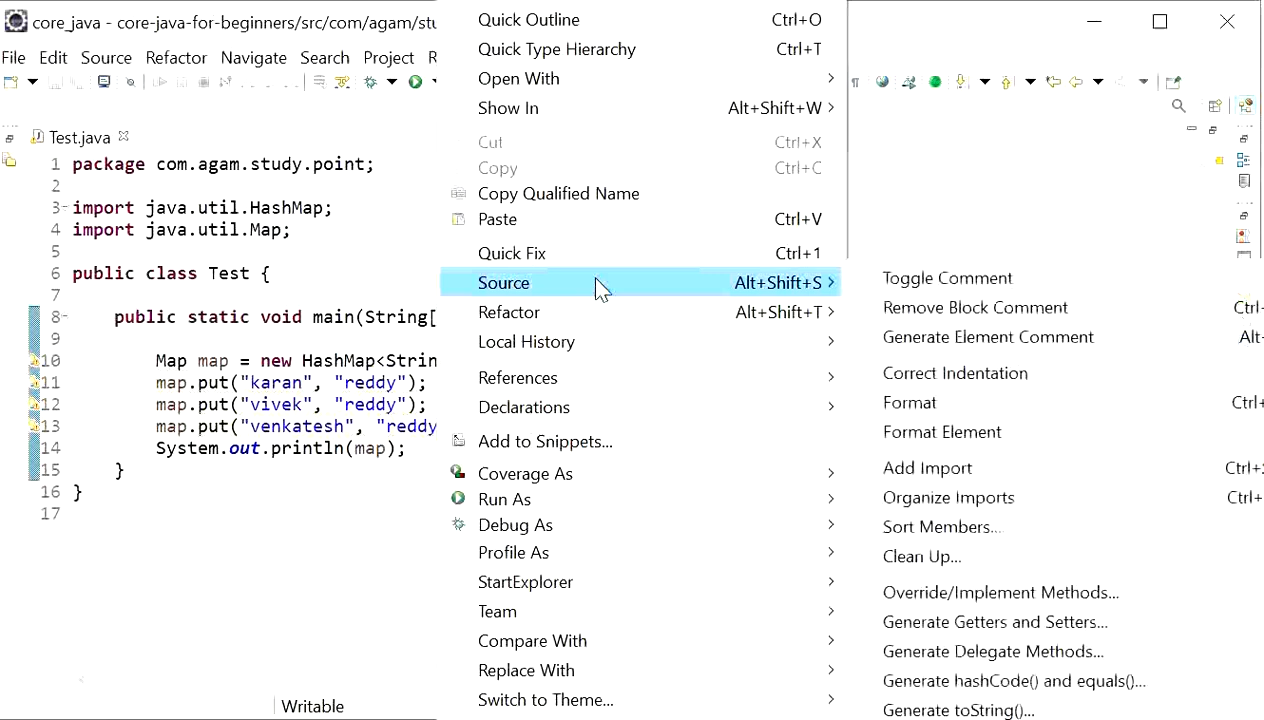 core_java - core-java-for-beginners/src/com/agam/stu
File Edit Source Refactor Navigate Search Project R
Test.java
1 package com.agam.study.point;
2
3 import java.util.HashMap;
4 import java.util.Map;
5
6 public class Test {
7
8 public static void main(String[
9
10 Map map = new HashMap<Strin
11 map.put("karan", "reddy");
12 map.put("vivek", "reddy");
13 map.put("venkatesh", "reddy
14 System.out.println(map);
15 }
16 }
17
Writable
Quick Outline Ctrl+O
Quick Type Hierarchy Ctrl+T
Open With
Show In Alt+Shift+W
Cut Ctrl+X
Copy Ctrl+C
Copy Qualified Name
Paste Ctrl+V
Quick Fix Ctrl+1
Source Alt+Shift+S
Refactor Alt+Shift+T
Local History
References
Declarations
Add to Snippets...
Coverage As
Run As
Debug As
Profile As
StartExplorer
Team
Compare With
Replace With
Switch to Theme...
Toggle Comment
Remove Block Comment Ctrl+
Generate Element Comment Alt+
Correct Indentation
Format Ctrl+
Format Element
Add Import Ctrl+
Organize Imports Ctrl+
Sort Members...
Clean Up...
Override/Implement Methods...
Generate Getters and Setters...
Generate Delegate Methods...
Generate hashCode() and equals()...
Generate toString()...